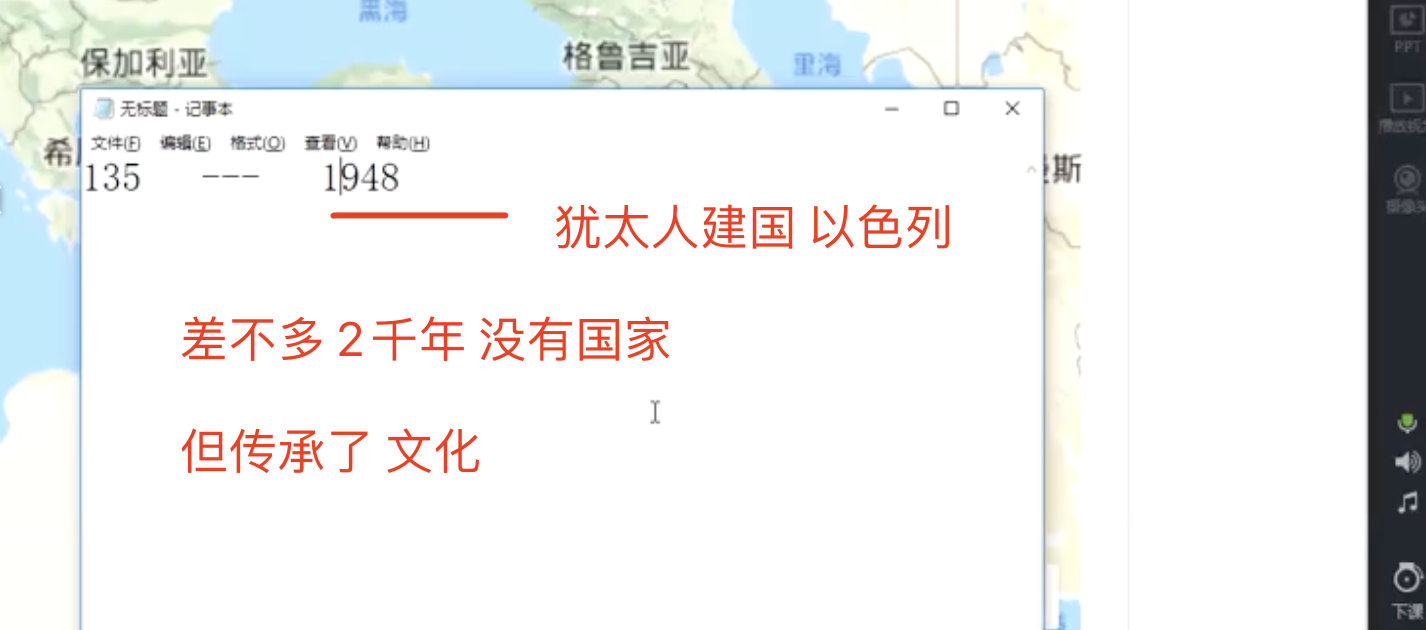 黑海
保加利亚
格鲁吉亚
里海
PPT
无标题 - 记事本
文件(F) 编辑(E) 格式(O) 查看(V) 帮助(H)
希
斯
135 --- 1948
犹太人建国 以色列
差不多 2千年 没有国家
但传承了 文化
下课